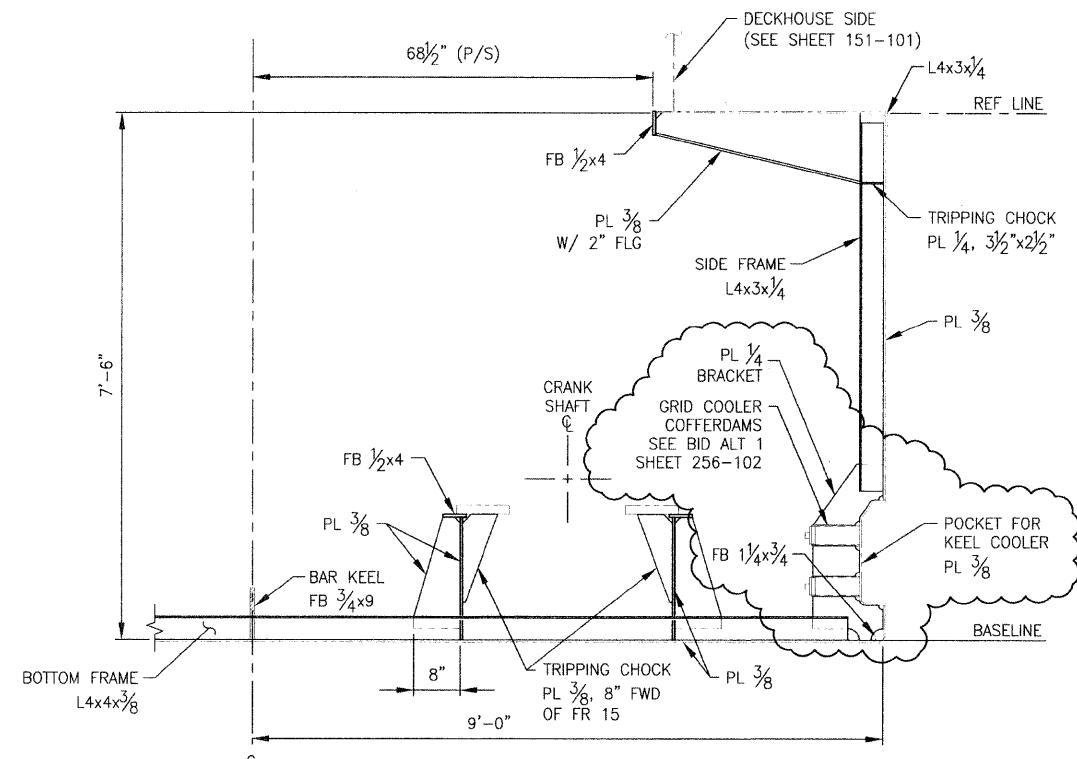 DECKHOUSE SIDE
(SEE SHEET 151-101)
68½" (P/S)
L4x3x¼
REF LINE
FB ½x4
PL ⅜
W/ 2" FLG
TRIPPING CHOCK
PL ¼, 3½"x2½"
SIDE FRAME
L4x3x¼
PL ⅜
7'-6"
PL ¼
BRACKET
CRANK
SHAFT
℄
GRID COOLER
COFFERDAMS
SEE BID ALT 1
SHEET 256-102
FB ½x4
PL ⅜
POCKET FOR
KEEL COOLER
PL ⅜
FB 1¼x¾
BAR KEEL
FB ¾x9
BASELINE
BOTTOM FRAME
L4x4x⅜
8"
TRIPPING CHOCK
PL ⅜, 8" FWD
OF FR 15
PL ⅜
9'-0"